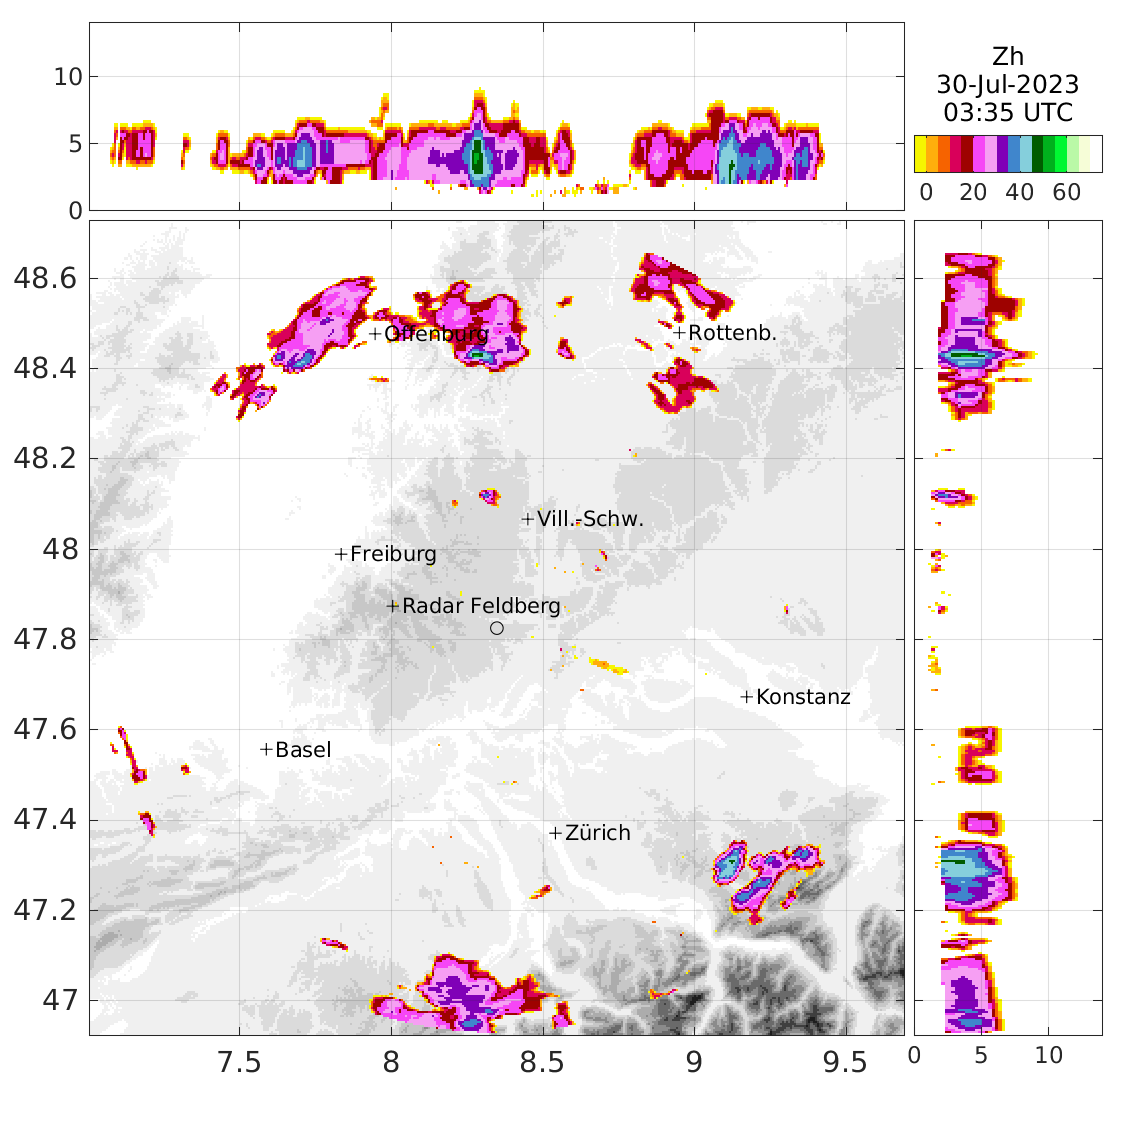 10
5
0
Zh
30-Jul-2023
03:35 UTC
0 20 40 60
48.6
48.4
48.2
48
47.8
47.6
47.4
47.2
47
+Offenburg
+Rottenb.
+Vill.-Schw.
+Freiburg
+Radar Feldberg
+Konstanz
+Basel
+Zürich
7.5 8 8.5 9 9.5
0 5 10